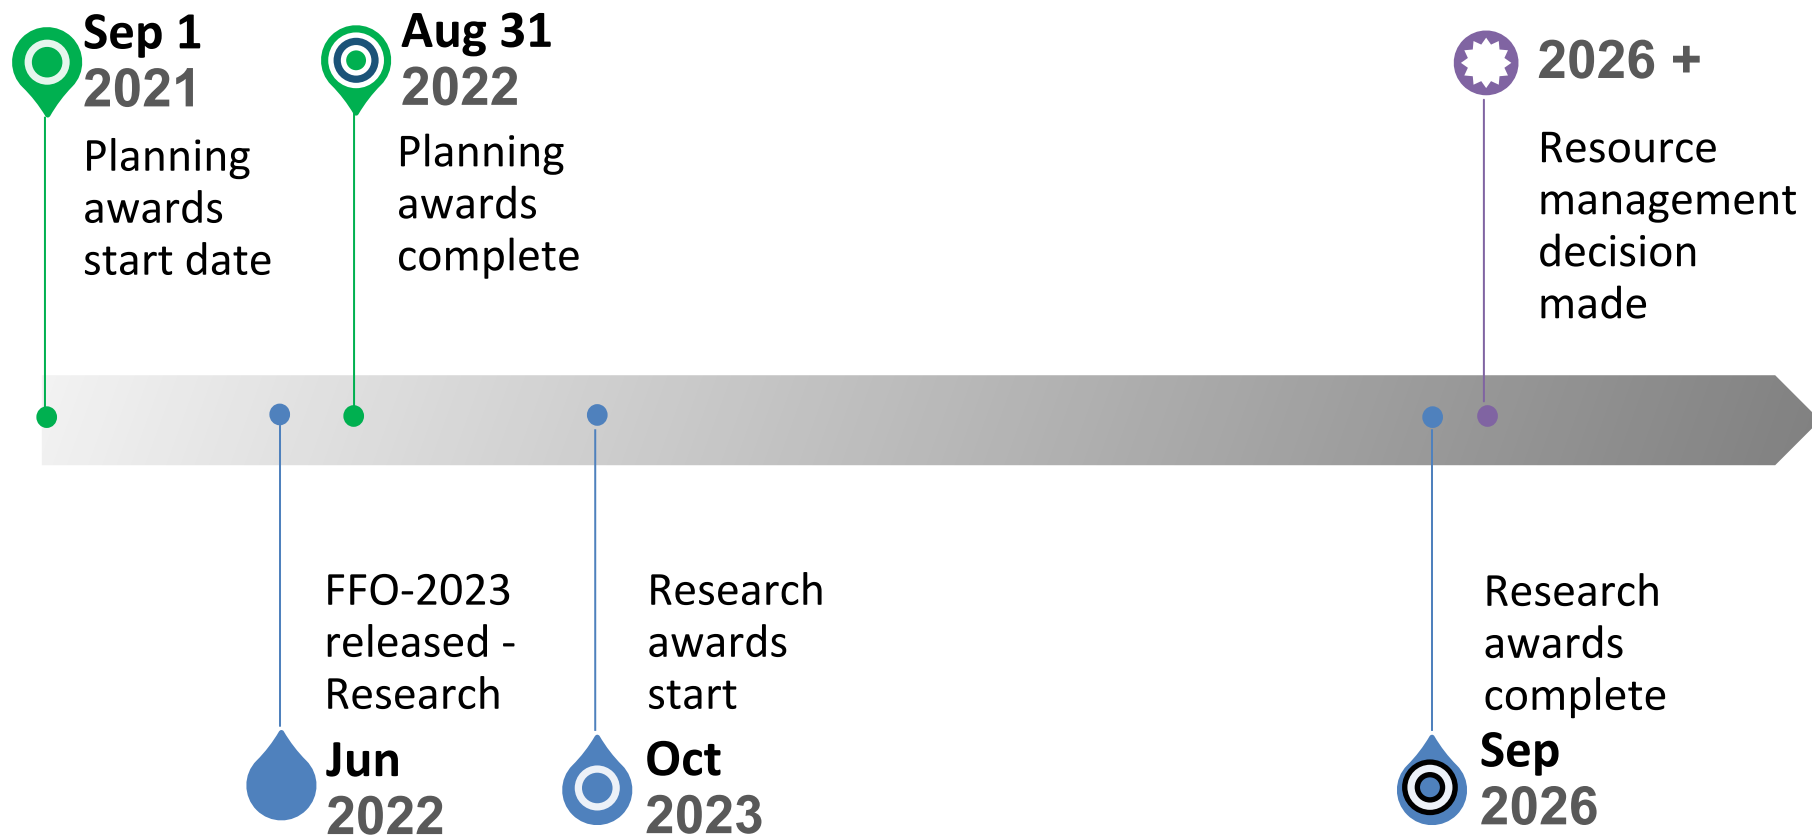 Sep 1
2021
Planning
awards
start date
Aug 31
2022
Planning
awards
complete
2026 +
Resource
management
decision
made
FFO-2023
released -
Research
Jun
2022
Research
awards
start
Oct
2023
Research
awards
complete
Sep
2026